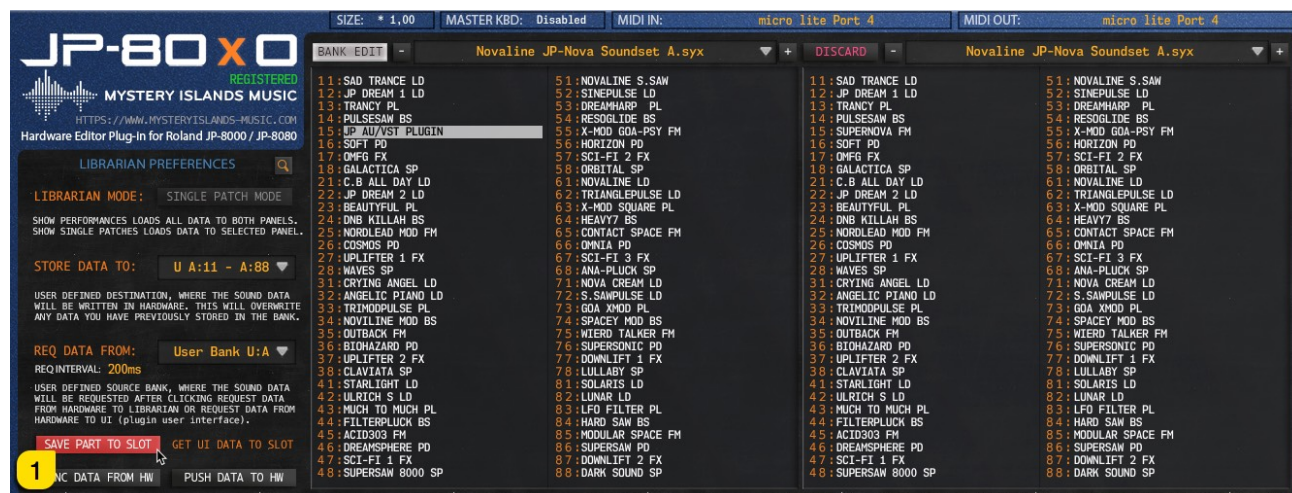 SIZE: * 1,00 MASTER KBD: Disabled MIDI IN: micro lite Port 4 MIDI OUT: micro lite Port 4
JP-80X0
REGISTERED
MYSTERY ISLANDS MUSIC
HTTPS://WWW.MYSTERYISLANDS-MUSIC.COM
Hardware Editor Plug-in for Roland JP-8000 / JP-8080
LIBRARIAN PREFERENCES
LIBRARIAN MODE: SINGLE PATCH MODE
SHOW PERFORMANCES LOADS ALL DATA TO BOTH PANELS.
SHOW SINGLE PATCHES LOADS DATA TO SELECTED PANEL.
STORE DATA TO: U A:11 - A:88
USER DEFINED DESTINATION, WHERE THE SOUND DATA
WILL BE WRITTEN IN HARDWARE. THIS WILL OVERWRITE
ANY DATA YOU HAVE PREVIOUSLY STORED IN THE BANK.
REQ DATA FROM: User Bank U:A
REQ INTERVAL: 200ms
USER DEFINED SOURCE BANK, WHERE THE SOUND DATA
WILL BE REQUESTED AFTER CLICKING REQUEST DATA
FROM HARDWARE TO LIBRARIAN OR REQUEST DATA FROM
HARDWARE TO UI (plugin user interface).
SAVE PART TO SLOT GET UI DATA TO SLOT
1
NC DATA FROM HW PUSH DATA TO HW
BANK EDIT - Novaline JP-Nova Soundset A.syx +
11:SAD TRANCE LD
12:JP DREAM 1 LD
13:TRANCY PL
14:PULSESAW BS
15:JP AU/VST PLUGIN
16:SOFT PD
17:OMFG FX
18:GALACTICA SP
21:C.B ALL DAY LD
22:JP DREAM 2 LD
23:BEAUTYFUL PL
24:DNB KILLAH BS
25:NORDLEAD MOD FM
26:COSMOS PD
27:UPLIFTER 1 FX
28:WAVES SP
31:CRYING ANGEL LD
32:ANGELIC PIANO LD
33:TRIMODPULSE PL
34:NOVILINE MOD BS
35:OUTBACK FM
36:BIOHAZARD PD
37:UPLIFTER 2 FX
38:CLAVIATA SP
41:STARLIGHT LD
42:ULRICH S LD
43:MUCH TO MUCH PL
44:FILTERPLUCK BS
45:ACID303 FM
46:DREAMSPHERE PD
47:SCI-FI 1 FX
48:SUPERSAW 8000 SP
51:NOVALINE S.SAW
52:SINEPULSE LD
53:DREAMHARP PL
54:RESOGLIDE BS
55:X-MOD GOA-PSY FM
56:HORIZON PD
57:SCI-FI 2 FX
58:ORBITAL SP
61:NOVALINE LD
62:TRIANGLEPULSE LD
63:X-MOD SQUARE PL
64:HEAVY7 BS
65:CONTACT SPACE FM
66:OMNIA PD
67:SCI-FI 3 FX
68:ANA-PLUCK SP
71:NOVA CREAM LD
72:S.SAWPULSE LD
73:GOA XMOD PL
74:SPACEY MOD BS
75:WIERD TALKER FM
76:SUPERSONIC PD
77:DOWNLIFT 1 FX
78:LULLABY SP
81:SOLARIS LD
82:LUNAR LD
83:LFO FILTER PL
84:HARD SAW BS
85:MODULAR SPACE FM
86:SUPERSAW PD
87:DOWNLIFT 2 FX
88:DARK SOUND SP
DISCARD - Novaline JP-Nova Soundset A.syx +
11:SAD TRANCE LD
12:JP DREAM 1 LD
13:TRANCY PL
14:PULSESAW BS
15:SUPERNOVA FM
16:SOFT PD
17:OMFG FX
18:GALACTICA SP
21:C.B ALL DAY LD
22:JP DREAM 2 LD
23:BEAUTYFUL PL
24:DNB KILLAH BS
25:NORDLEAD MOD FM
26:COSMOS PD
27:UPLIFTER 1 FX
28:WAVES SP
31:CRYING ANGEL LD
32:ANGELIC PIANO LD
33:TRIMODPULSE PL
34:NOVILINE MOD BS
35:OUTBACK FM
36:BIOHAZARD PD
37:UPLIFTER 2 FX
38:CLAVIATA SP
41:STARLIGHT LD
42:ULRICH S LD
43:MUCH TO MUCH PL
44:FILTERPLUCK BS
45:ACID303 FM
46:DREAMSPHERE PD
47:SCI-FI 1 FX
48:SUPERSAW 8000 SP
51:NOVALINE S.SAW
52:SINEPULSE LD
53:DREAMHARP PL
54:RESOGLIDE BS
55:X-MOD GOA-PSY FM
56:HORIZON PD
57:SCI-FI 2 FX
58:ORBITAL SP
61:NOVALINE LD
62:TRIANGLEPULSE LD
63:X-MOD SQUARE PL
64:HEAVY7 BS
65:CONTACT SPACE FM
66:OMNIA PD
67:SCI-FI 3 FX
68:ANA-PLUCK SP
71:NOVA CREAM LD
72:S.SAWPULSE LD
73:GOA XMOD PL
74:SPACEY MOD BS
75:WIERD TALKER FM
76:SUPERSONIC PD
77:DOWNLIFT 1 FX
78:LULLABY SP
81:SOLARIS LD
82:LUNAR LD
83:LFO FILTER PL
84:HARD SAW BS
85:MODULAR SPACE FM
86:SUPERSAW PD
87:DOWNLIFT 2 FX
88:DARK SOUND SP